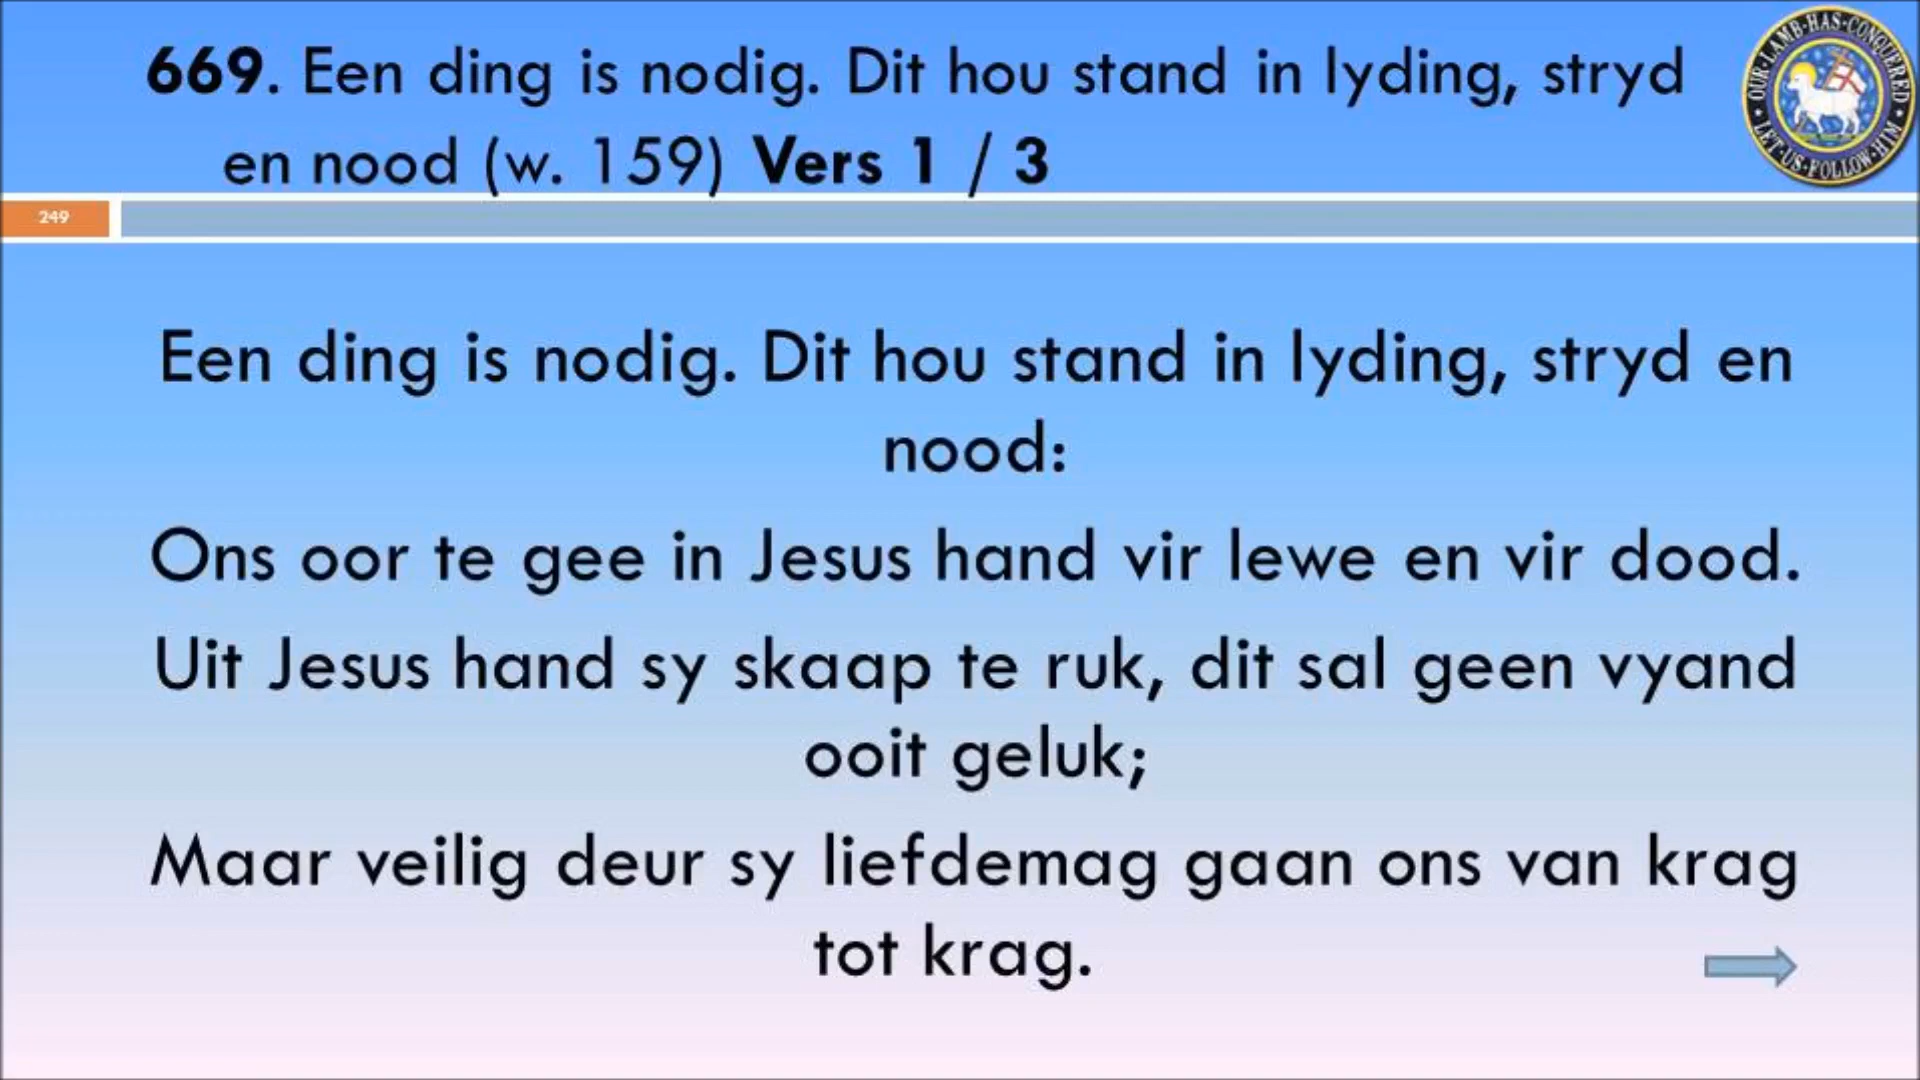 669. Een ding is nodig. Dit hou stand in lyding, stryd
en nood (w. 159) Vers 1 / 3
OUR·LAMB·HAS·CONQUERED·
LET·US·FOLLOW·HIM·
249
Een ding is nodig. Dit hou stand in lyding, stryd en
nood:
Ons oor te gee in Jesus hand vir lewe en vir dood.
Uit Jesus hand sy skaap te ruk, dit sal geen vyand
ooit geluk;
Maar veilig deur sy liefdemag gaan ons van krag
tot krag.